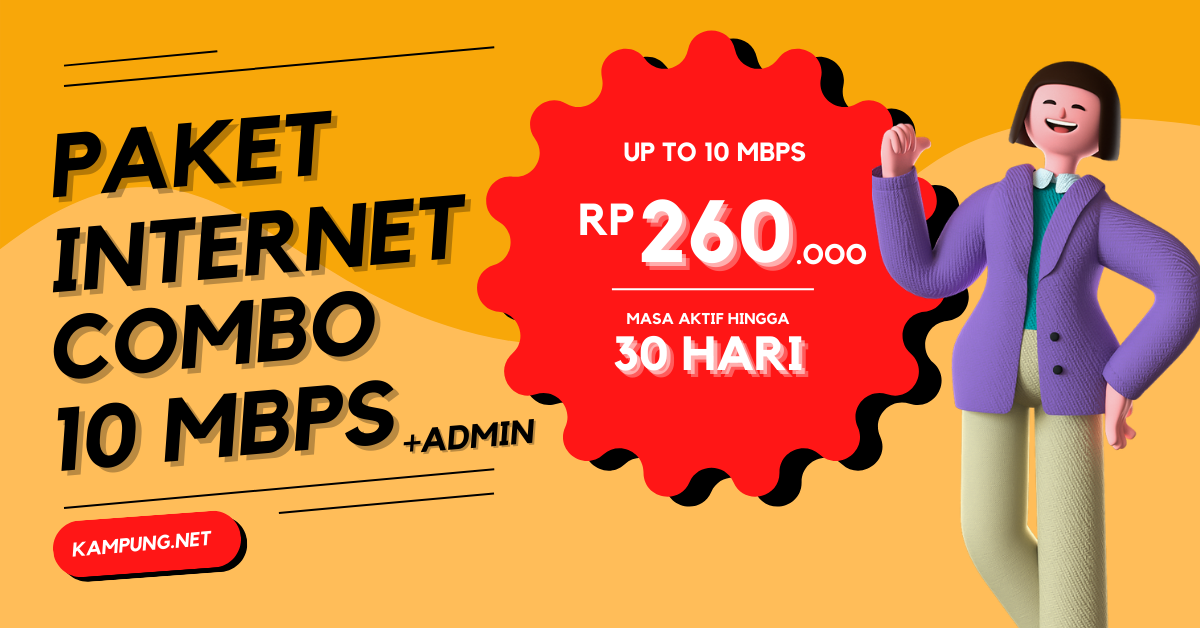 PAKET
INTERNET
COMBO
10 MBPS +ADMIN
KAMPUNG.NET
UP TO 10 MBPS
RP 260.000
MASA AKTIF HINGGA
30 HARI